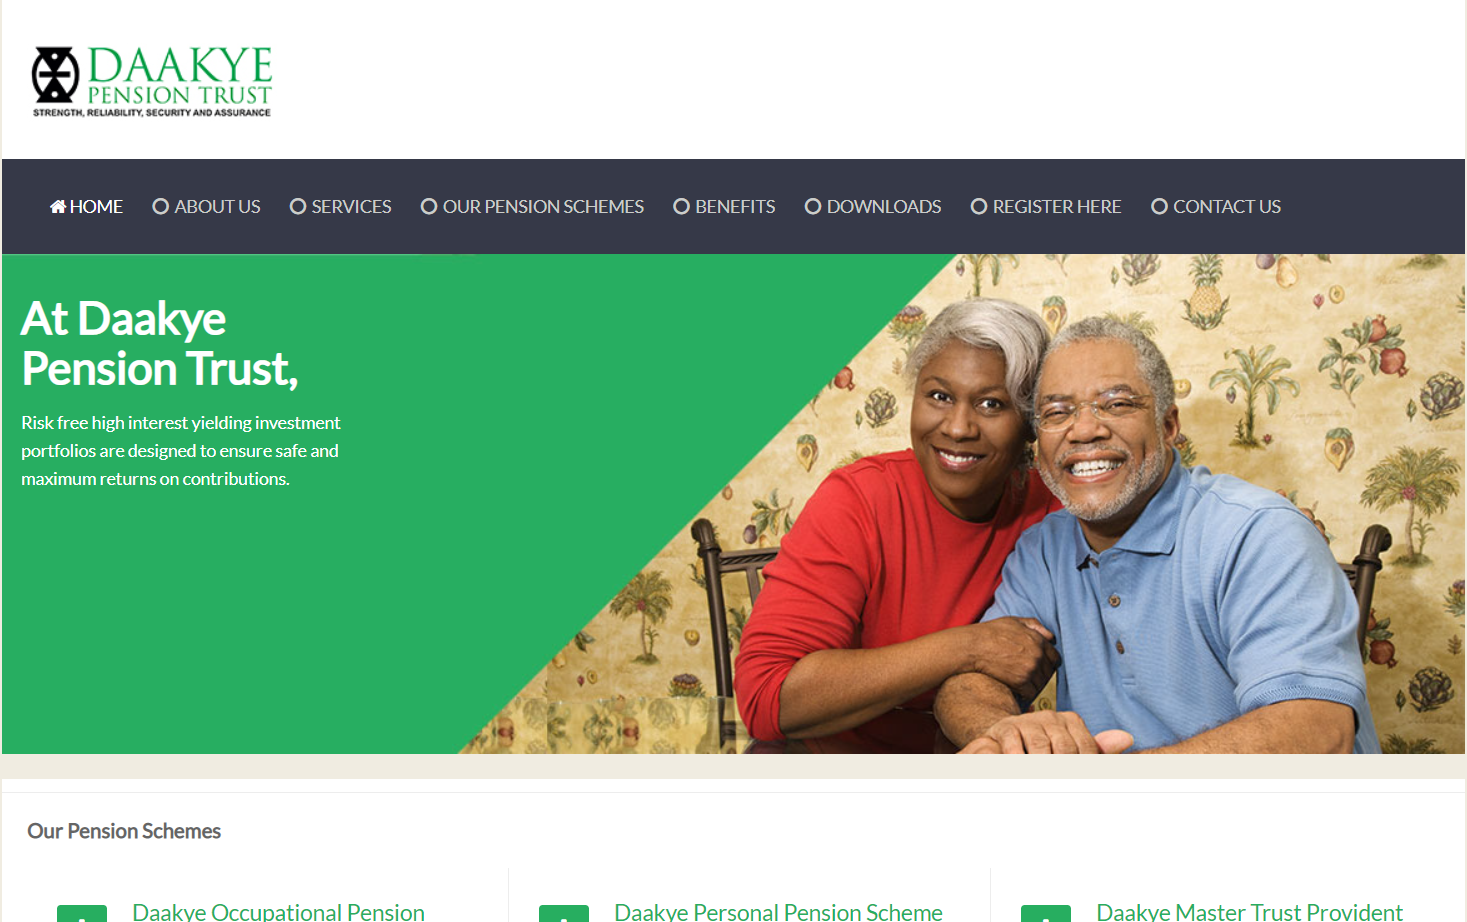 DAAKYE
PENSION TRUST
STRENGTH, RELIABILITY, SECURITY AND ASSURANCE
HOME ABOUT US SERVICES OUR PENSION SCHEMES BENEFITS DOWNLOADS REGISTER HERE CONTACT US
At Daakye
Pension Trust,
Risk free high interest yielding investment
portfolios are designed to ensure safe and
maximum returns on contributions.
Our Pension Schemes
Daakye Occupational Pension
Daakye Personal Pension Scheme
Daakye Master Trust Provident